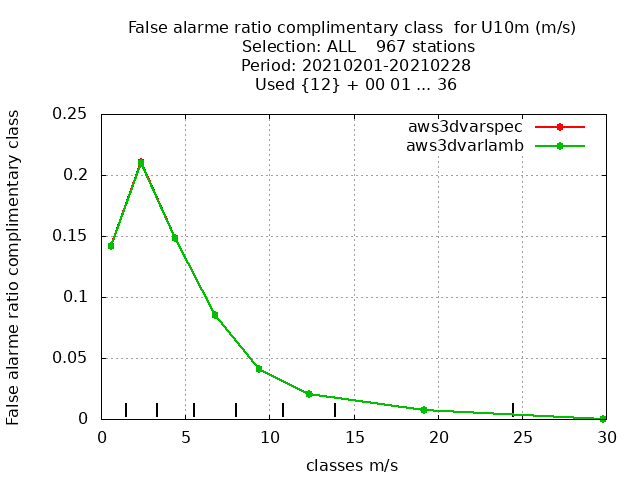 False alarme ratio complimentary class  for U10m (m/s)
Selection: ALL    967 stations
Period: 20210201-20210228
Used {12} + 00 01 ... 36
False alarme ratio complimentary class
0.25
0.2
0.15
0.1
0.05
0
aws3dvarspec
aws3dvarlamb
0 5 10 15 20 25 30
classes m/s